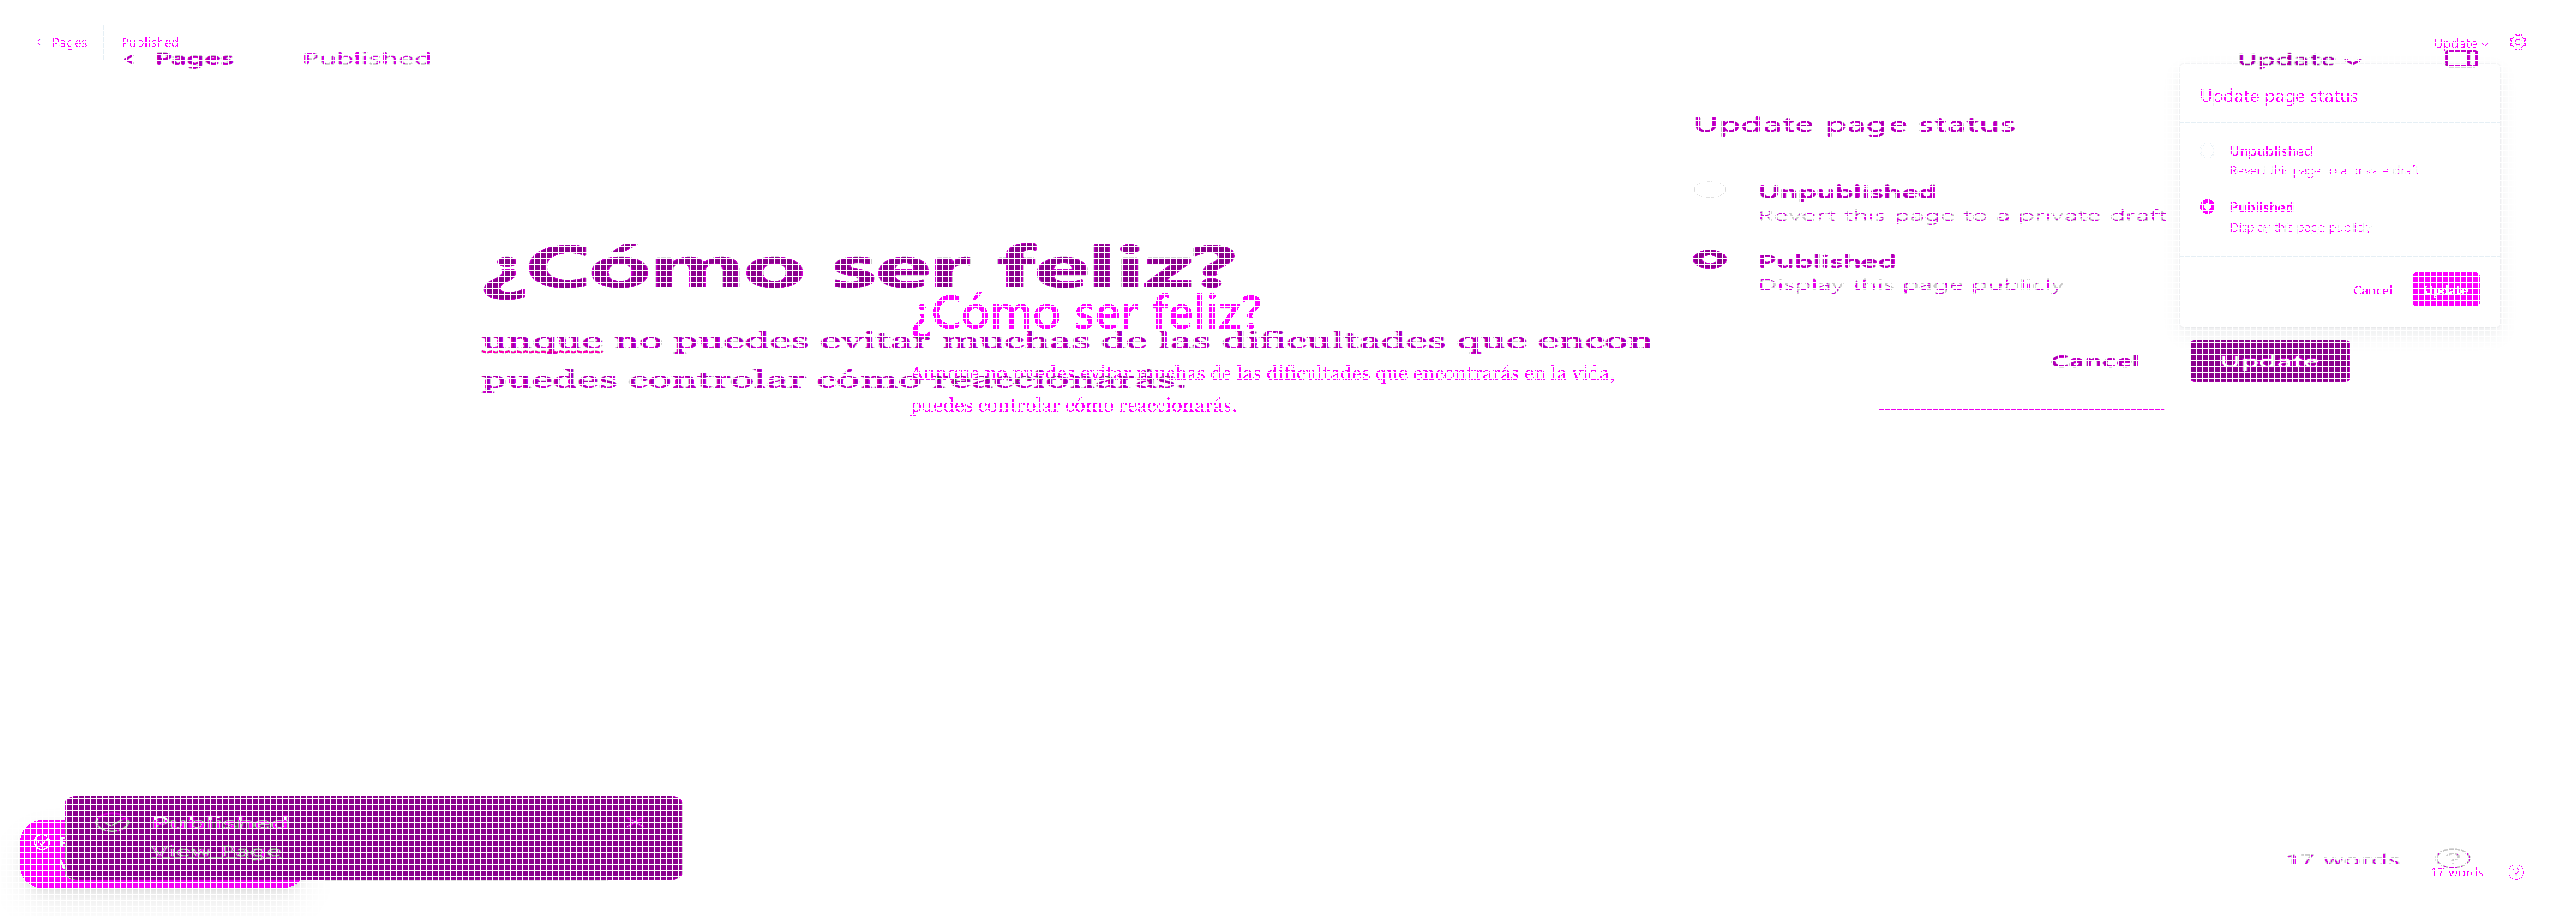 Pages Published Update
Pages Published Update
Update page status
Update page status
Unpublished
Revert this page to a private draft
Unpublished
Revert this page to a private draft
Published
Display this page publicly
Published
Display this page publicly
Cancel Update
Cancel Update
¿Cómo ser feliz?
¿Cómo ser feliz?
unque no puedes evitar muchas de las dificultades que encon
puedes controlar cómo reaccionarás.
Aunque no puedes evitar muchas de las dificultades que encontrarás en la vida,
puedes controlar cómo reaccionarás.
Published
View Page
17 words
17 words